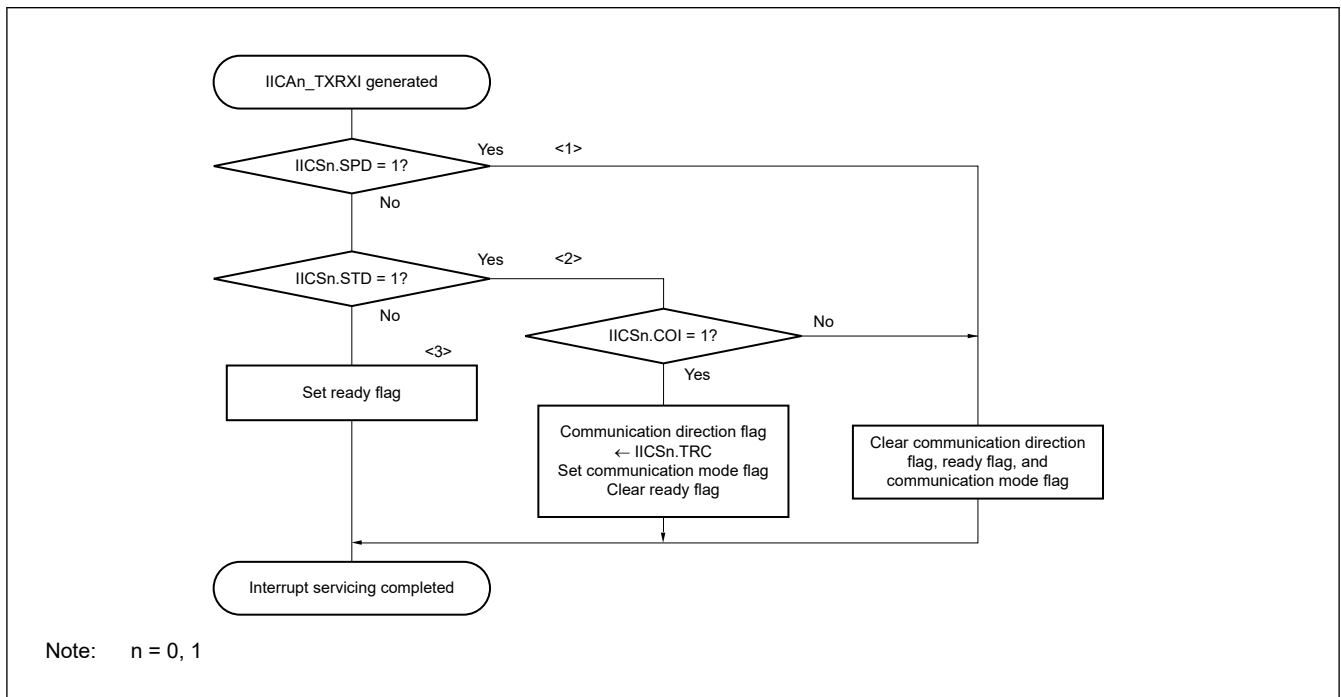 IICAn_TXRXI generated
Yes
<1>
IICSn.SPD = 1?
No
Yes
<2>
IICSn.STD = 1?
No
IICSn.COI = 1?
No
<3>
Yes
Set ready flag
Communication direction flag
← IICSn.TRC
Set communication mode flag
Clear ready flag
Clear communication direction
flag, ready flag, and
communication mode flag
Interrupt servicing completed
Note: n = 0, 1